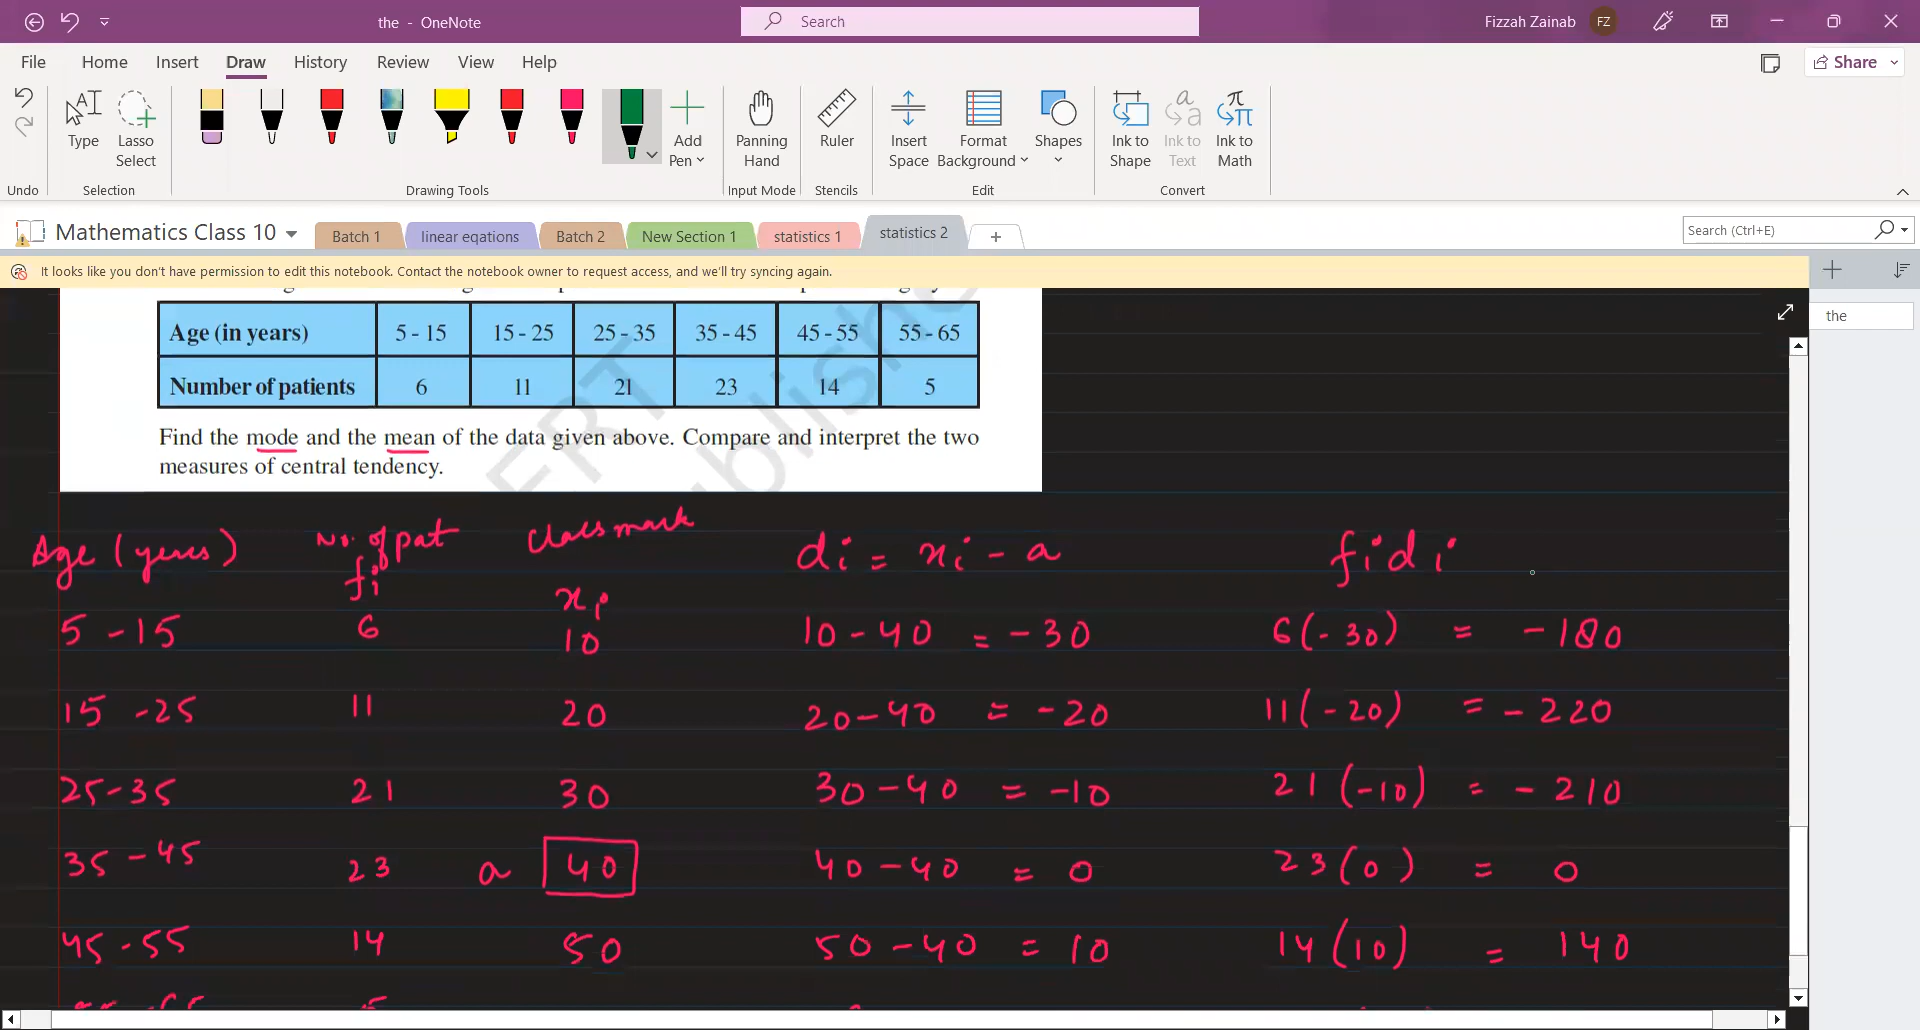 the - OneNote
Search
Fizzah Zainab FZ
File Home Insert Draw History Review View Help
Share
Type
Lasso Select
Add Pen
Panning Hand
Ruler
Insert Space
Format Background
Shapes
Ink to Shape
Ink to Text
Ink to Math
Undo Selection Drawing Tools Input Mode Stencils Edit Convert
Mathematics Class 10 Batch 1 linear eqations Batch 2 New Section 1 statistics 1 statistics 2 +
Search (Ctrl+E)
It looks like you don't have permission to edit this notebook. Contact the notebook owner to request access, and we'll try syncing again.
the
Age (in years) 5 - 15 15 - 25 25 - 35 35 - 45 45 - 55 55 - 65
Number of patients 6 11 21 23 14 5
Find the mode and the mean of the data given above. Compare and interpret the two
measures of central tendency.
Age (years) No. of pat fi Class mark xi di = xi - a fidi
5 - 15 6 10 10 - 40 = - 30 6(- 30) = - 180
15 - 25 11 20 20 - 40 = - 20 11(- 20) = - 220
25 - 35 21 30 30 - 40 = - 10 21(-10) = - 210
35 - 45 23 a 40 40 - 40 = 0 23(0) = 0
45 - 55 14 50 50 - 40 = 10 14(10) = 140